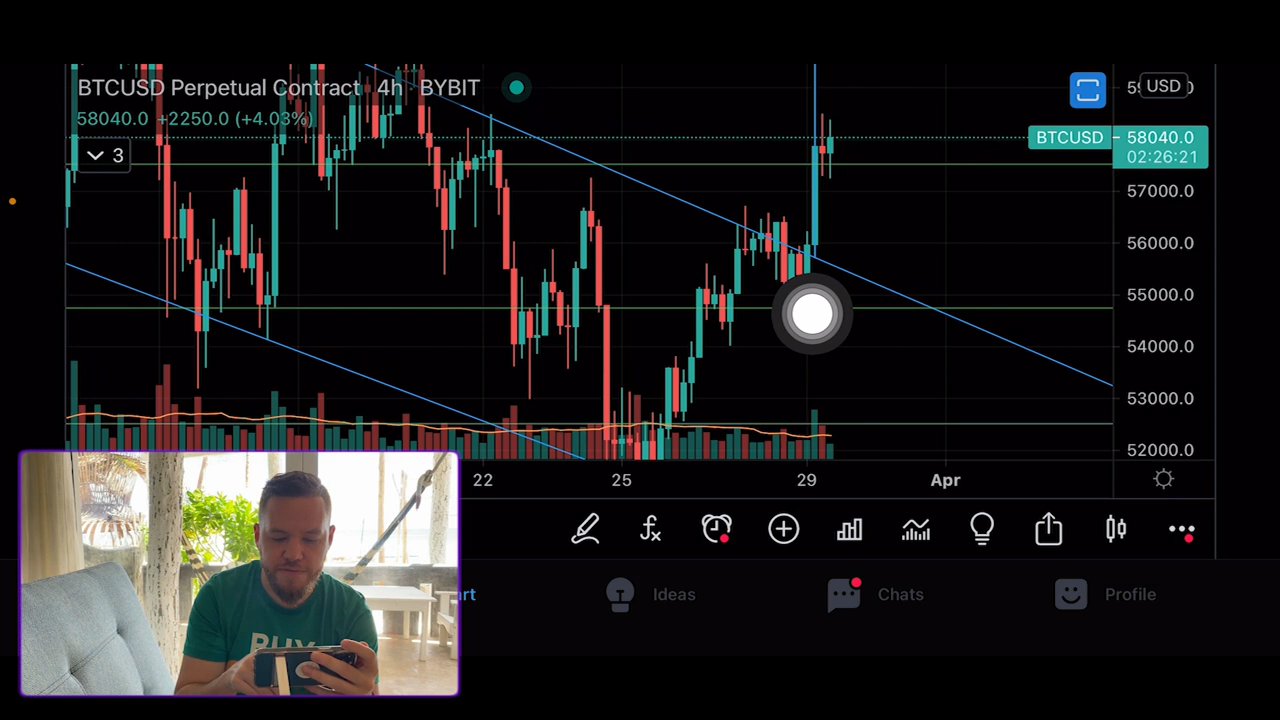 BTCUSD Perpetual Contract · 4h · BYBIT
58040.0 +2250.0 (+4.03%)
3
USD
BTCUSD
58040.0
02:26:21
57000.0
56000.0
55000.0
54000.0
53000.0
52000.0
22
25
29
Apr
Ideas
Chats
Profile